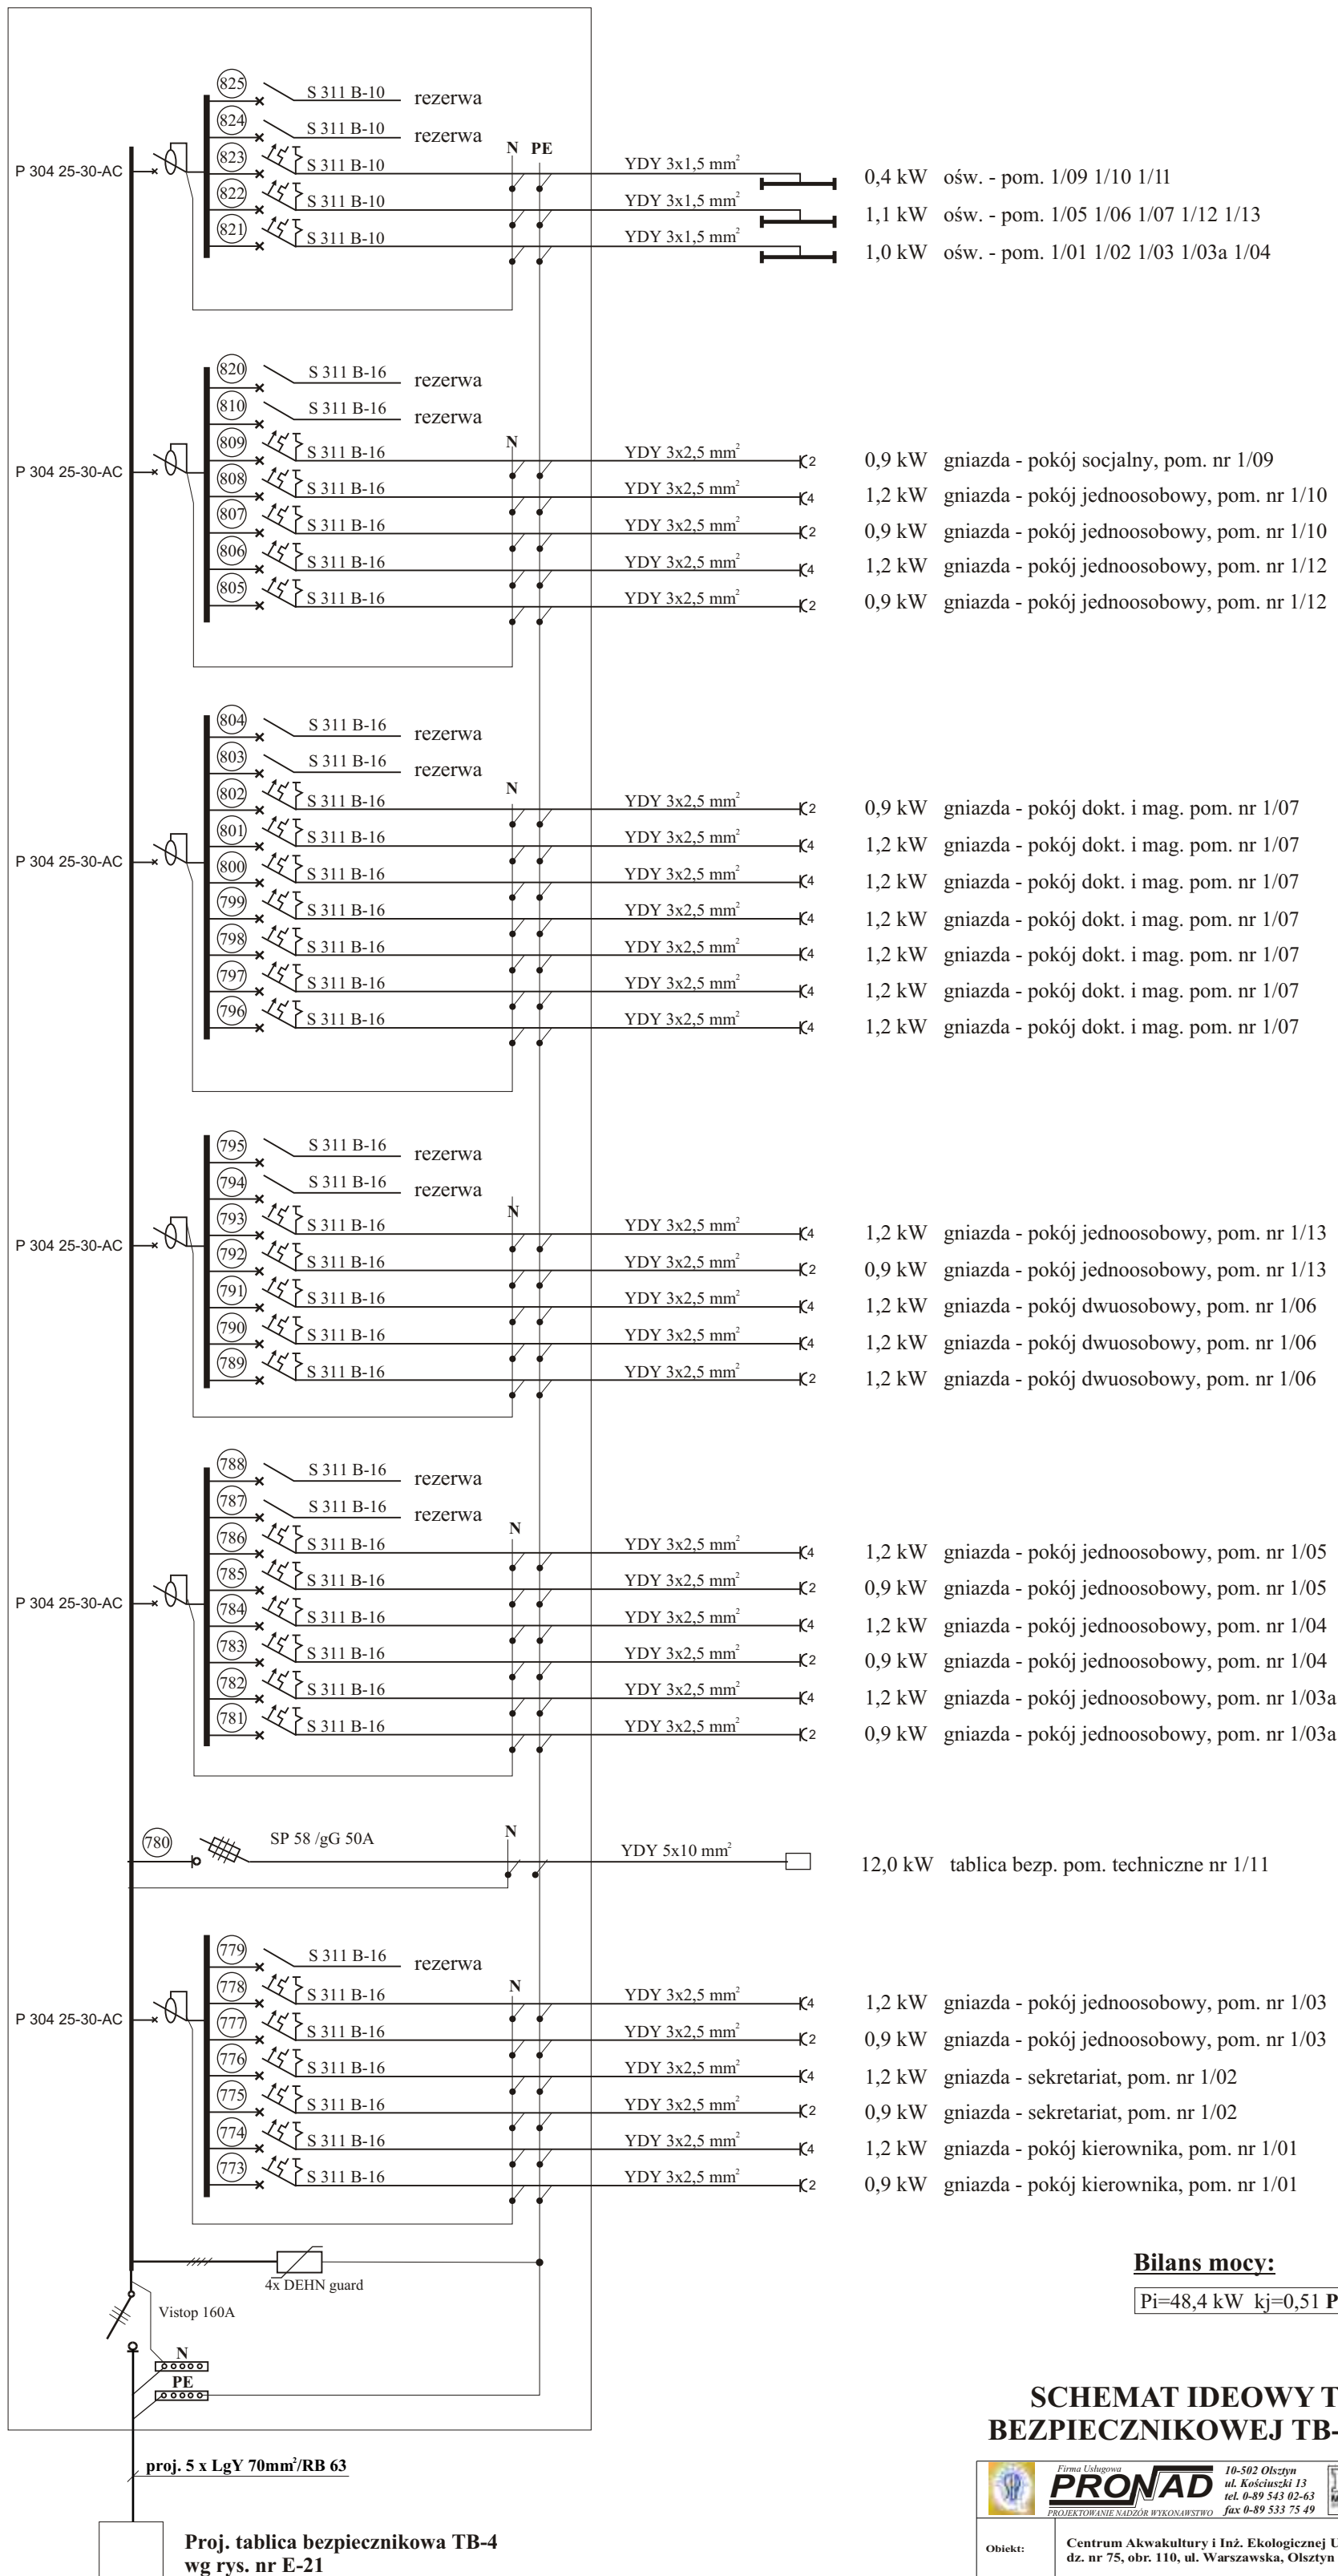 825 S 311 B-10 rezerwa
824 S 311 B-10 rezerwa
N PE
P 304 25-30-AC
823 S 311 B-10 YDY 3x1,5 mm² 0,4 kW ośw. - pom. 1/09 1/10 1/11
822 S 311 B-10 YDY 3x1,5 mm² 1,1 kW ośw. - pom. 1/05 1/06 1/07 1/12 1/13
821 S 311 B-10 YDY 3x1,5 mm² 1,0 kW ośw. - pom. 1/01 1/02 1/03 1/03a 1/04
820 S 311 B-16 rezerwa
810 S 311 B-16 rezerwa
N
P 304 25-30-AC
809 S 311 B-16 YDY 3x2,5 mm² 2 0,9 kW gniazda - pokój socjalny, pom. nr 1/09
808 S 311 B-16 YDY 3x2,5 mm² 4 1,2 kW gniazda - pokój jednoosobowy, pom. nr 1/10
807 S 311 B-16 YDY 3x2,5 mm² 2 0,9 kW gniazda - pokój jednoosobowy, pom. nr 1/10
806 S 311 B-16 YDY 3x2,5 mm² 4 1,2 kW gniazda - pokój jednoosobowy, pom. nr 1/12
805 S 311 B-16 YDY 3x2,5 mm² 2 0,9 kW gniazda - pokój jednoosobowy, pom. nr 1/12
804 S 311 B-16 rezerwa
803 S 311 B-16 rezerwa
N
802 S 311 B-16 YDY 3x2,5 mm² 2 0,9 kW gniazda - pokój dokt. i mag. pom. nr 1/07
801 S 311 B-16 YDY 3x2,5 mm² 4 1,2 kW gniazda - pokój dokt. i mag. pom. nr 1/07
P 304 25-30-AC
800 S 311 B-16 YDY 3x2,5 mm² 4 1,2 kW gniazda - pokój dokt. i mag. pom. nr 1/07
799 S 311 B-16 YDY 3x2,5 mm² 4 1,2 kW gniazda - pokój dokt. i mag. pom. nr 1/07
798 S 311 B-16 YDY 3x2,5 mm² 4 1,2 kW gniazda - pokój dokt. i mag. pom. nr 1/07
797 S 311 B-16 YDY 3x2,5 mm² 4 1,2 kW gniazda - pokój dokt. i mag. pom. nr 1/07
796 S 311 B-16 YDY 3x2,5 mm² 4 1,2 kW gniazda - pokój dokt. i mag. pom. nr 1/07
795 S 311 B-16 rezerwa
794 S 311 B-16 rezerwa
N
793 S 311 B-16 YDY 3x2,5 mm² 4 1,2 kW gniazda - pokój jednoosobowy, pom. nr 1/13
P 304 25-30-AC
792 S 311 B-16 YDY 3x2,5 mm² 2 0,9 kW gniazda - pokój jednoosobowy, pom. nr 1/13
791 S 311 B-16 YDY 3x2,5 mm² 4 1,2 kW gniazda - pokój dwuosobowy, pom. nr 1/06
790 S 311 B-16 YDY 3x2,5 mm² 4 1,2 kW gniazda - pokój dwuosobowy, pom. nr 1/06
789 S 311 B-16 YDY 3x2,5 mm² 2 1,2 kW gniazda - pokój dwuosobowy, pom. nr 1/06
788 S 311 B-16 rezerwa
787 S 311 B-16 rezerwa
N
786 S 311 B-16 YDY 3x2,5 mm² 4 1,2 kW gniazda - pokój jednoosobowy, pom. nr 1/05
785 S 311 B-16 YDY 3x2,5 mm² 2 0,9 kW gniazda - pokój jednoosobowy, pom. nr 1/05
P 304 25-30-AC
784 S 311 B-16 YDY 3x2,5 mm² 4 1,2 kW gniazda - pokój jednoosobowy, pom. nr 1/04
783 S 311 B-16 YDY 3x2,5 mm² 2 0,9 kW gniazda - pokój jednoosobowy, pom. nr 1/04
782 S 311 B-16 YDY 3x2,5 mm² 4 1,2 kW gniazda - pokój jednoosobowy, pom. nr 1/03a
781 S 311 B-16 YDY 3x2,5 mm² 2 0,9 kW gniazda - pokój jednoosobowy, pom. nr 1/03a
N
780 SP 58 /gG 50A YDY 5x10 mm² 12,0 kW tablica bezp. pom. techniczne nr 1/11
779 S 311 B-16 rezerwa
N
778 S 311 B-16 YDY 3x2,5 mm² 4 1,2 kW gniazda - pokój jednoosobowy, pom. nr 1/03
P 304 25-30-AC
777 S 311 B-16 YDY 3x2,5 mm² 2 0,9 kW gniazda - pokój jednoosobowy, pom. nr 1/03
776 S 311 B-16 YDY 3x2,5 mm² 4 1,2 kW gniazda - sekretariat, pom. nr 1/02
775 S 311 B-16 YDY 3x2,5 mm² 2 0,9 kW gniazda - sekretariat, pom. nr 1/02
774 S 311 B-16 YDY 3x2,5 mm² 4 1,2 kW gniazda - pokój kierownika, pom. nr 1/01
773 S 311 B-16 YDY 3x2,5 mm² 2 0,9 kW gniazda - pokój kierownika, pom. nr 1/01
4x DEHN guard
Vistop 160A
N
PE
proj. 5 x LgY 70mm²/RB 63
Proj. tablica bezpiecznikowa TB-4
wg rys. nr E-21
Bilans mocy:
Pi=48,4 kW kj=0,51 P
SCHEMAT IDEOWY T
BEZPIECZNIKOWEJ TB-
Firma Usługowa
PRONAD
PROJEKTOWANIE NADZÓR WYKONAWSTWO
10-502 Olsztyn
ul. Kościuszki 13
tel. 0-89 543 02-63
fax 0-89 533 75 49
Obiekt:
Centrum Akwakultury i Inż. Ekologicznej U
dz. nr 75, obr. 110, ul. Warszawska, Olsztyn